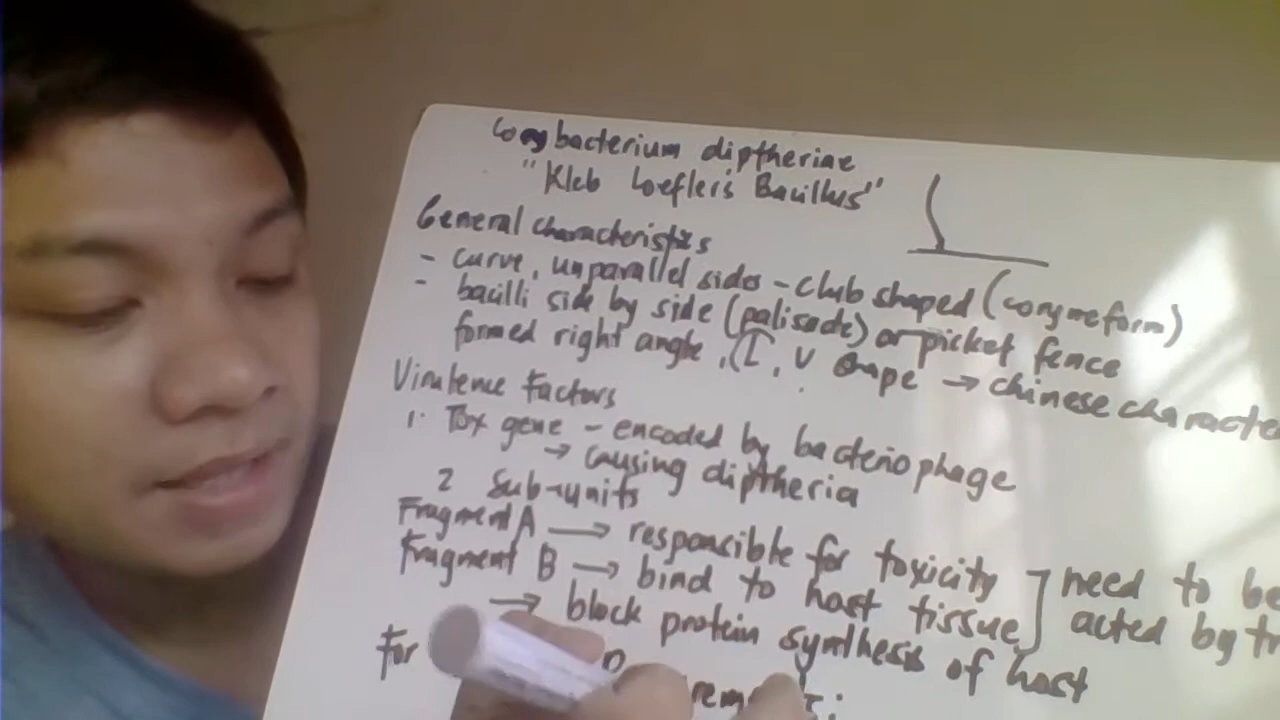 Corynbacterium diptheriae
"Kleb Loefler's Bacillus"
General characteristics
- curve, unparallel sides - club shaped (coryneform)
- bacilli side by side (palisade) or picket fence
formed right angle, (L, V shape → chinese characte
Virulence Factors
1. Tox gene - encoded by bacteriophage
→ causing diptheria
2 Sub-units
Fragment A → responsible for toxicity
Fragment B → bind to host tissue ] need to be
→ block protein synthesis of host acted by
For